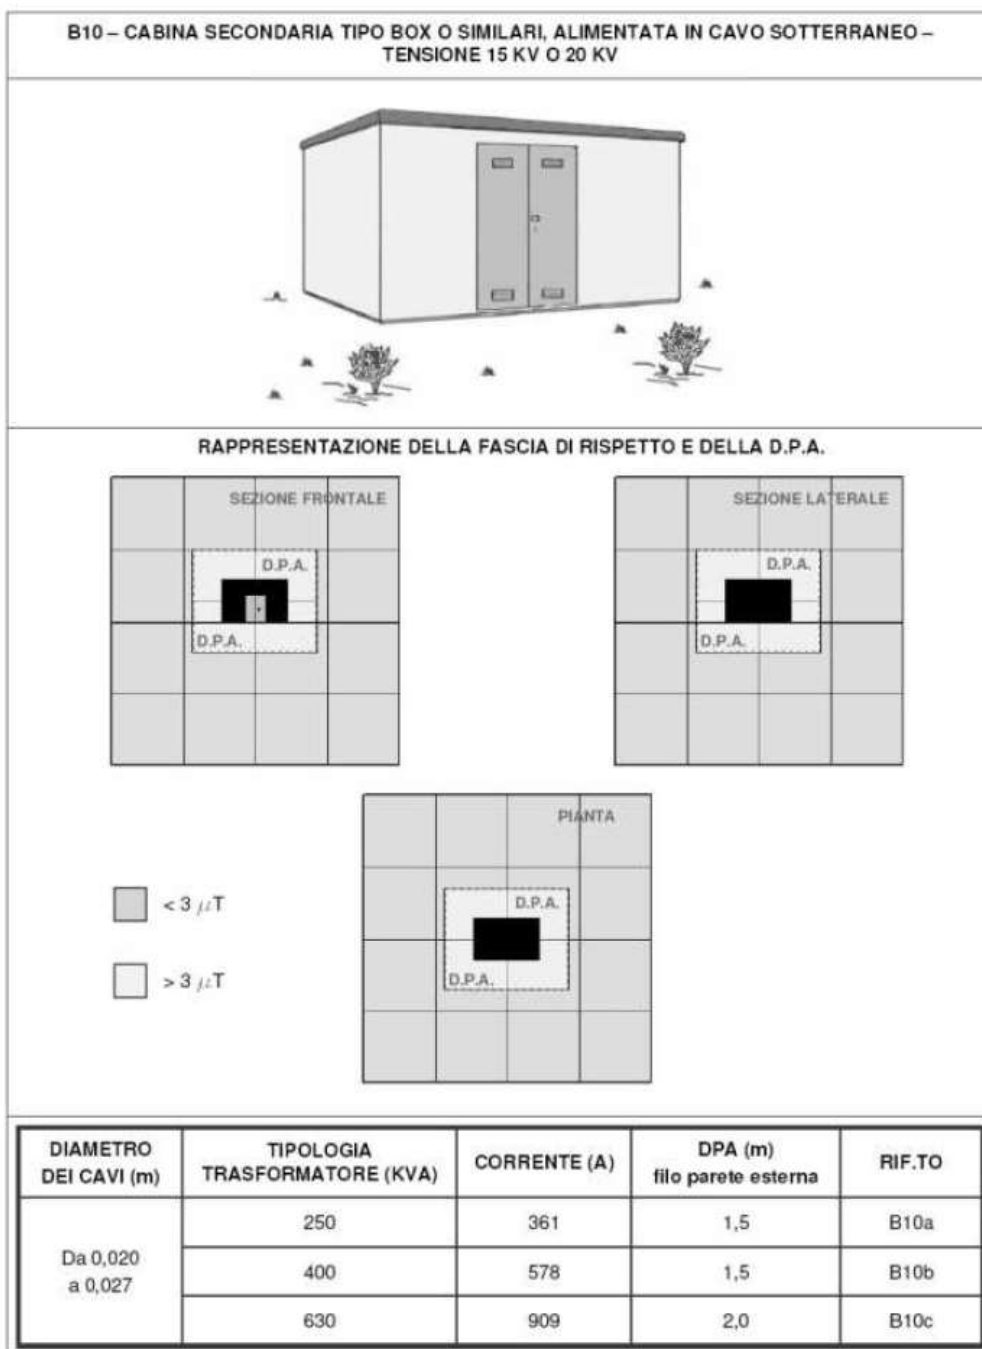 B10 – CABINA SECONDARIA TIPO BOX O SIMILARI, ALIMENTATA IN CAVO SOTTERRANEO –
TENSIONE 15 KV O 20 KV
RAPPRESENTAZIONE DELLA FASCIA DI RISPETTO E DELLA D.P.A.
SEZIONE FRONTALE
D.P.A.
D.P.A.
SEZIONE LATERALE
D.P.A.
D.P.A.
PIANTA
D.P.A.
D.P.A.
< 3 μT
> 3 μT
DIAMETRO
DEI CAVI (m)
TIPOLOGIA
TRASFORMATORE (KVA)
CORRENTE (A)
DPA (m)
filo parete esterna
RIF.TO
Da 0,020
a 0,027
250
361
1,5
B10a
400
578
1,5
B10b
630
909
2,0
B10c